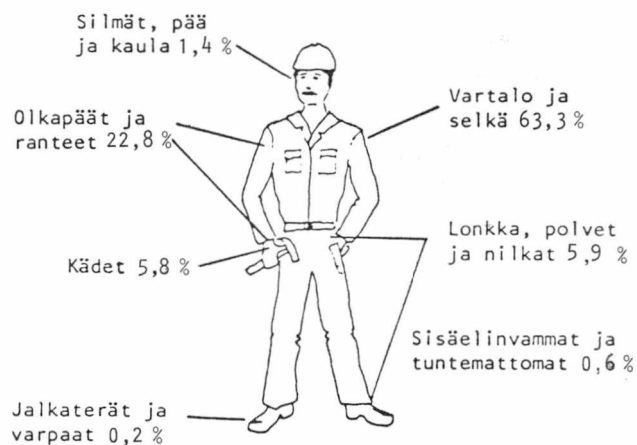 Silmät, pää
ja kaula 1,4 %
Olkapäät ja
ranteet 22,8 %
Vartalo ja
selkä 63,3 %
Kädet 5,8 %
Lonkka, polvet
ja nilkat 5,9 %
Sisäelinvammat ja
tuntemattomat 0,6 %
Jalkaterät ja
varpaat 0,2 %